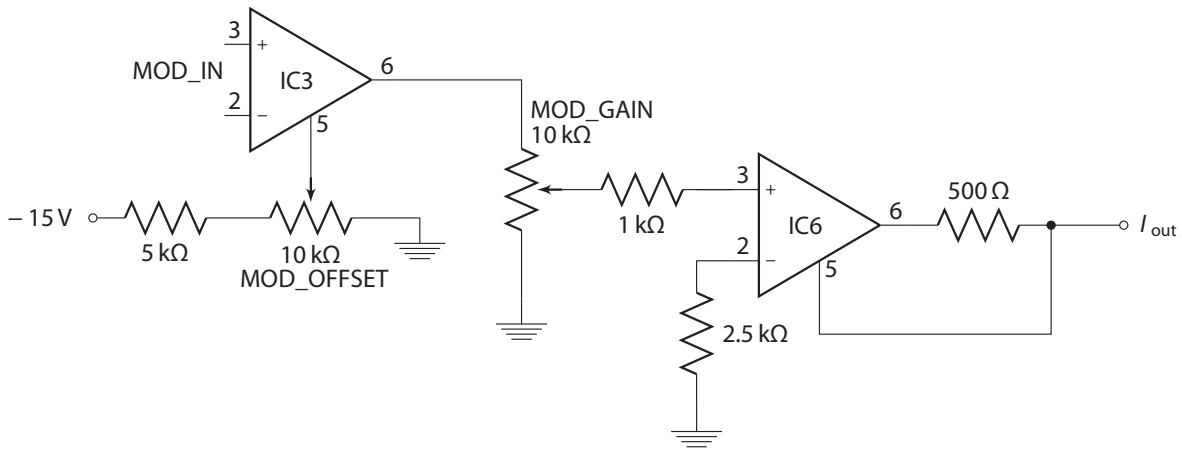 3
+
MOD_IN
IC3
6
2
−
5
MOD_GAIN
10 kΩ
− 15 V
5 kΩ
10 kΩ
MOD_OFFSET
1 kΩ
3
+
IC6
6
2
−
5
500 Ω
I out
2.5 kΩ